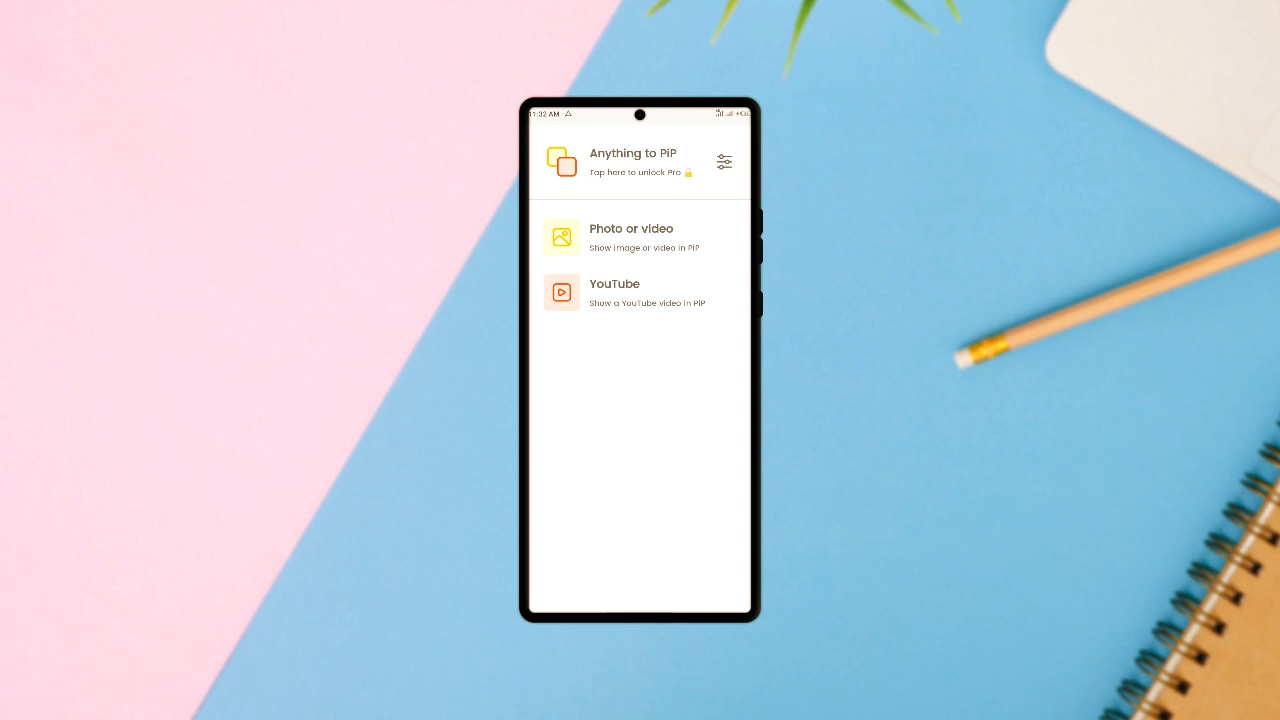 11:32 AM
Anything to PiP
Tap here to unlock Pro 🔒
Photo or video
Show image or video in PiP
YouTube
Show a YouTube video in PiP